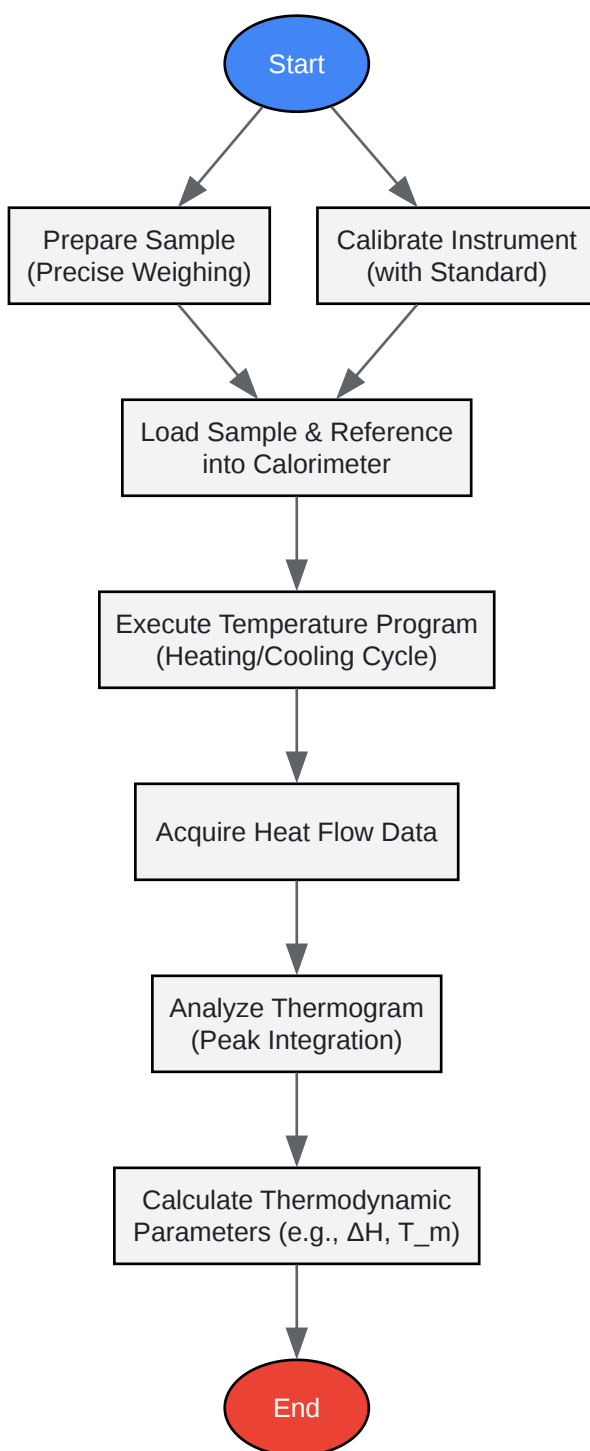 Start
Prepare Sample
(Precise Weighing)
Calibrate Instrument
(with Standard)
Load Sample & Reference
into Calorimeter
Execute Temperature Program
(Heating/Cooling Cycle)
Acquire Heat Flow Data
Analyze Thermogram
(Peak Integration)
Calculate Thermodynamic
Parameters (e.g., ΔH, T_m)
End